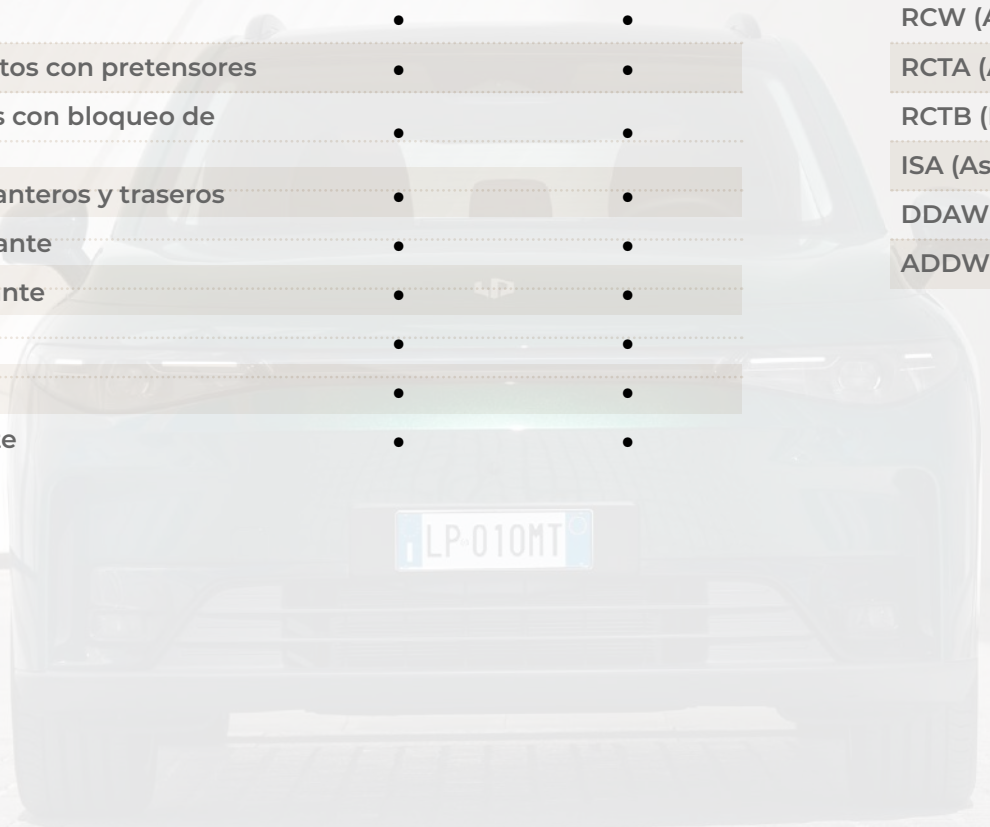 tos con pretensores
s con bloqueo de
anteros y traseros
ante
nte
te
RCW (A
RCTA (A
RCTB (
ISA (As
DDAW
ADDW
LP 010MT
I